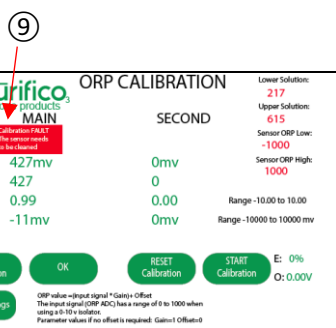 ⑨
urifico3
products
ORP CALIBRATION
Lower Solution:
217
Upper Solution:
615
MAIN
SECOND
Calibration FAULT
The sensor needs
to be cleaned
Sensor ORP Low:
-1000
Sensor ORP High:
1000
427mv
0mv
427
0
0.99
0.00
Range -10.00 to 10.00
-11mv
0mv
Range -10000 to 10000 mv
OK
RESET
Calibration
START
Calibration
E: 0%
O: 0.00V
ORP value =(input signal * Gain)+ Offset
The input signal (ORP ADC) has a range of 0 to 1000 when
using a 0-10 v isolator.
Parameter values if no offset is required: Gain=1 Offset=0